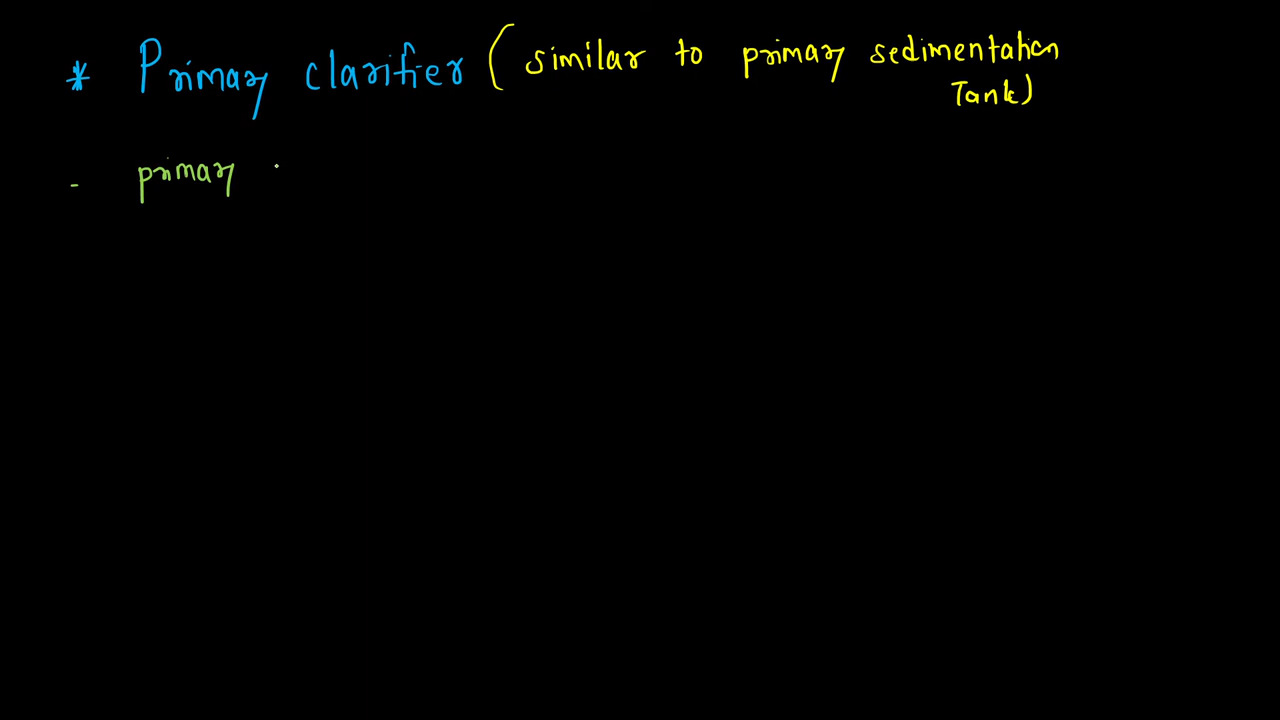 * Primary clarifier ( similar to primary sedimentation
Tank)
- primary